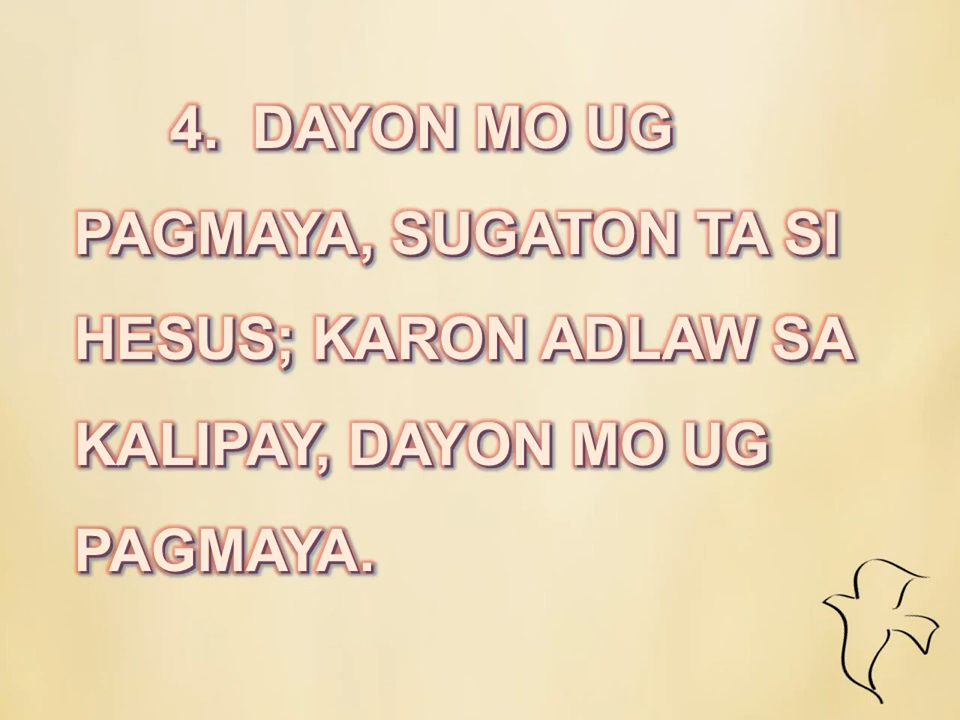 4. DAYON MO UG
PAGMAYA, SUGATON TA SI
HESUS; KARON ADLAW SA
KALIPAY, DAYON MO UG
PAGMAYA.